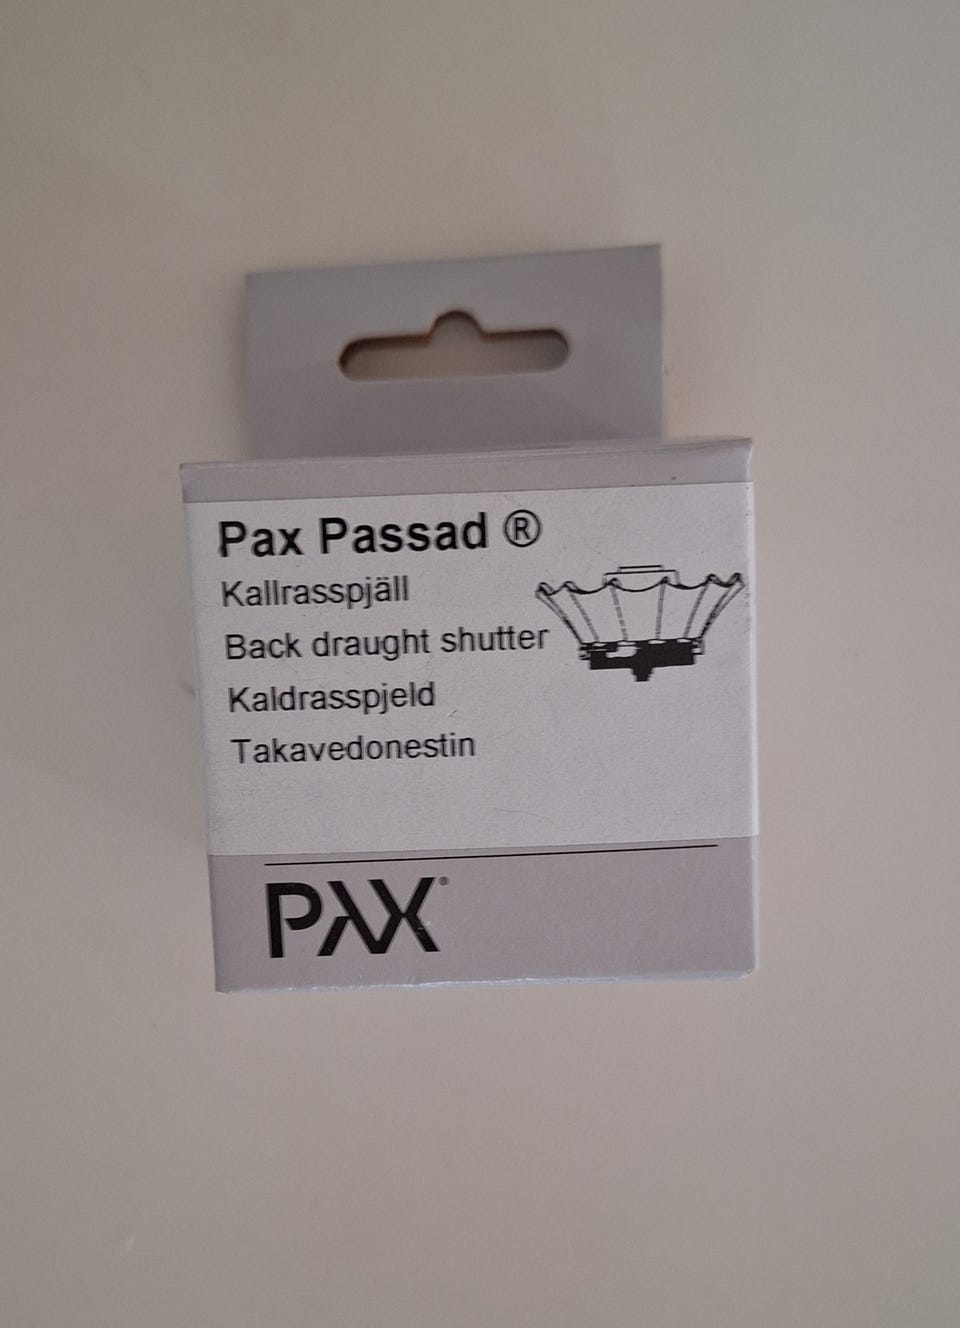 Pax Passad ®
Kallrasspjäll
Back draught shutter
Kaldrasspjeld
Takavedonestin
PAX®